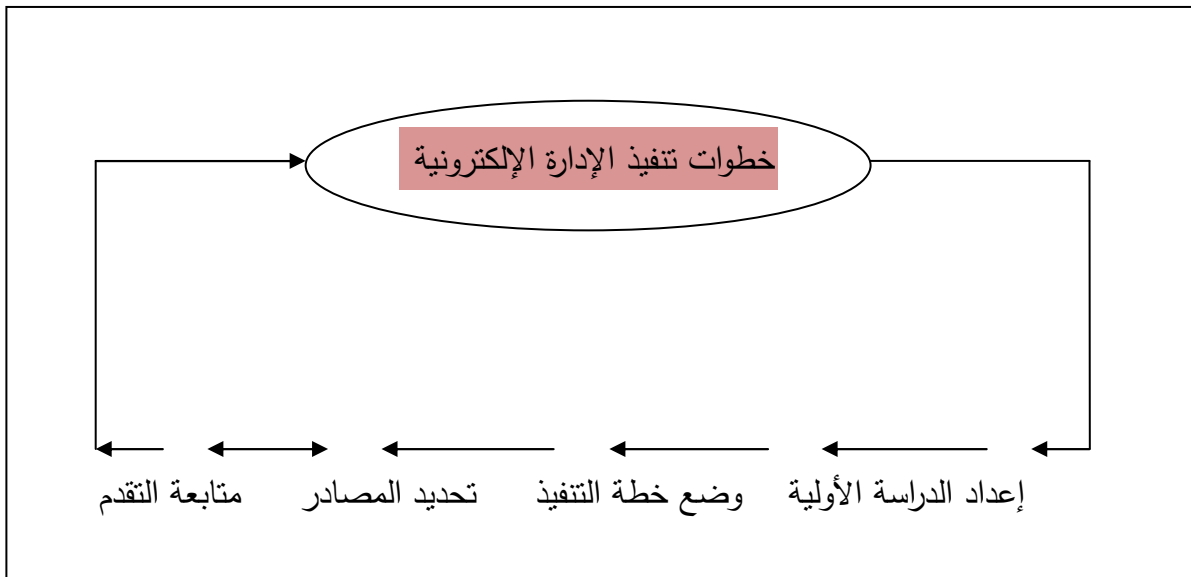 خطوات تنفيذ الإدارة الإلكترونية
إعداد الدراسة الأولية وضع خطة التنفيذ تحديد المصادر متابعة التقدم